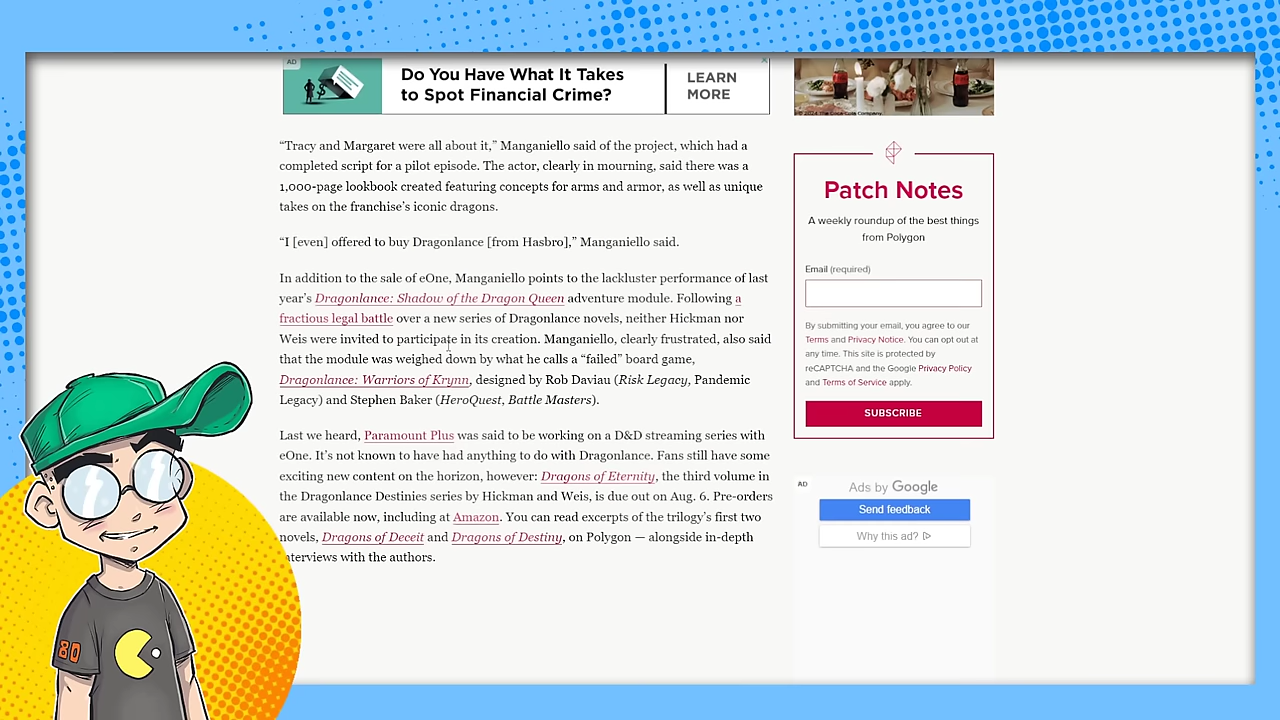 AD
Do You Have What It Takes
to Spot Financial Crime?
LEARN
MORE
“Tracy and Margaret were all about it,” Manganiello said of the project, which had a
completed script for a pilot episode. The actor, clearly in mourning, said there was a
1,000-page lookbook created featuring concepts for arms and armor, as well as unique
takes on the franchise’s iconic dragons.
“I [even] offered to buy Dragonlance [from Hasbro],” Manganiello said.
In addition to the sale of eOne, Manganiello points to the lackluster performance of last
year’s Dragonlance: Shadow of the Dragon Queen adventure module. Following a
fractious legal battle over a new series of Dragonlance novels, neither Hickman nor
Weis were invited to participate in its creation. Manganiello, clearly frustrated, also said
that the module was weighed down by what he calls a “failed” board game,
Dragonlance: Warriors of Krynn, designed by Rob Daviau (Risk Legacy, Pandemic
Legacy) and Stephen Baker (HeroQuest, Battle Masters).
Last we heard, Paramount Plus was said to be working on a D&D streaming series with
eOne. It’s not known to have had anything to do with Dragonlance. Fans still have some
exciting new content on the horizon, however: Dragons of Eternity, the third volume in
the Dragonlance Destinies series by Hickman and Weis, is due out on Aug. 6. Pre-orders
are available now, including at Amazon. You can read excerpts of the trilogy’s first two
novels, Dragons of Deceit and Dragons of Destiny, on Polygon — alongside in-depth
interviews with the authors.
© 2024 The Coca-Cola Company
Patch Notes
A weekly roundup of the best things
from Polygon
Email (required)
By submitting your email, you agree to our
Terms and Privacy Notice. You can opt out at
any time. This site is protected by
reCAPTCHA and the Google Privacy Policy
and Terms of Service apply.
SUBSCRIBE
AD
Ads by Google
Send feedback
Why this ad?
80